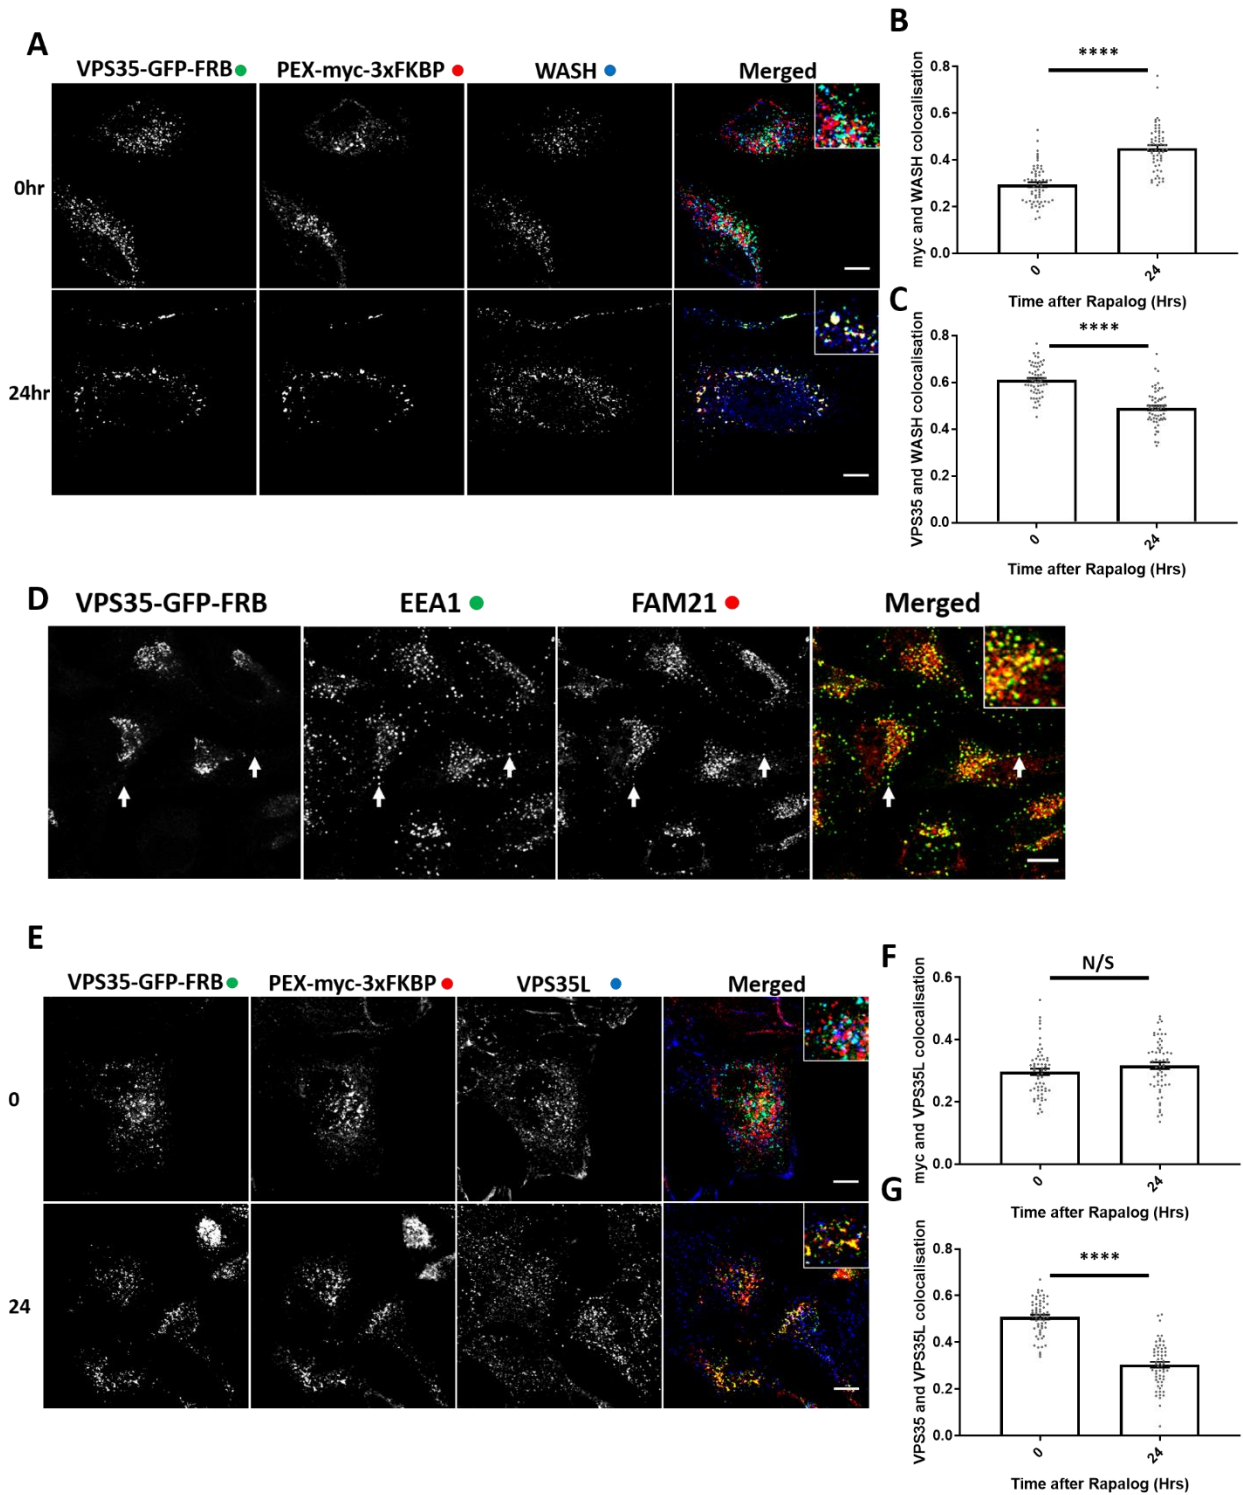 A
VPS35-GFP-FRB
PEX-myc-3xFKBP
WASH
Merged
0hr
24hr
B
****
myc and WASH colocalisation
0.8
0.6
0.4
0.2
0.0
0
24
Time after Rapalog (Hrs)
C
****
VPS35 and WASH colocalisation
0.8
0.6
0.4
0.2
0.0
0
24
Time after Rapalog (Hrs)
D
VPS35-GFP-FRB
EEA1
FAM21
Merged
E
VPS35-GFP-FRB
PEX-myc-3xFKBP
VPS35L
Merged
0
24
F
N/S
myc and VPS35L colocalisation
0.6
0.4
0.2
0.0
0
24
Time after Rapalog (Hrs)
G
****
VPS35 and VPS35L colocalisation
0.8
0.6
0.4
0.2
0.0
0
24
Time after Rapalog (Hrs)